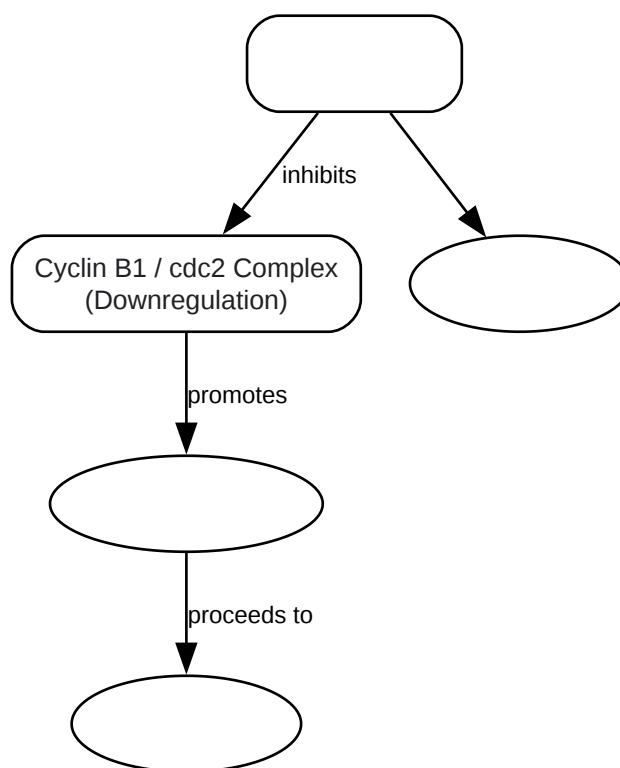 inhibits
Cyclin B1 / cdc2 Complex
(Downregulation)
promotes
proceeds to